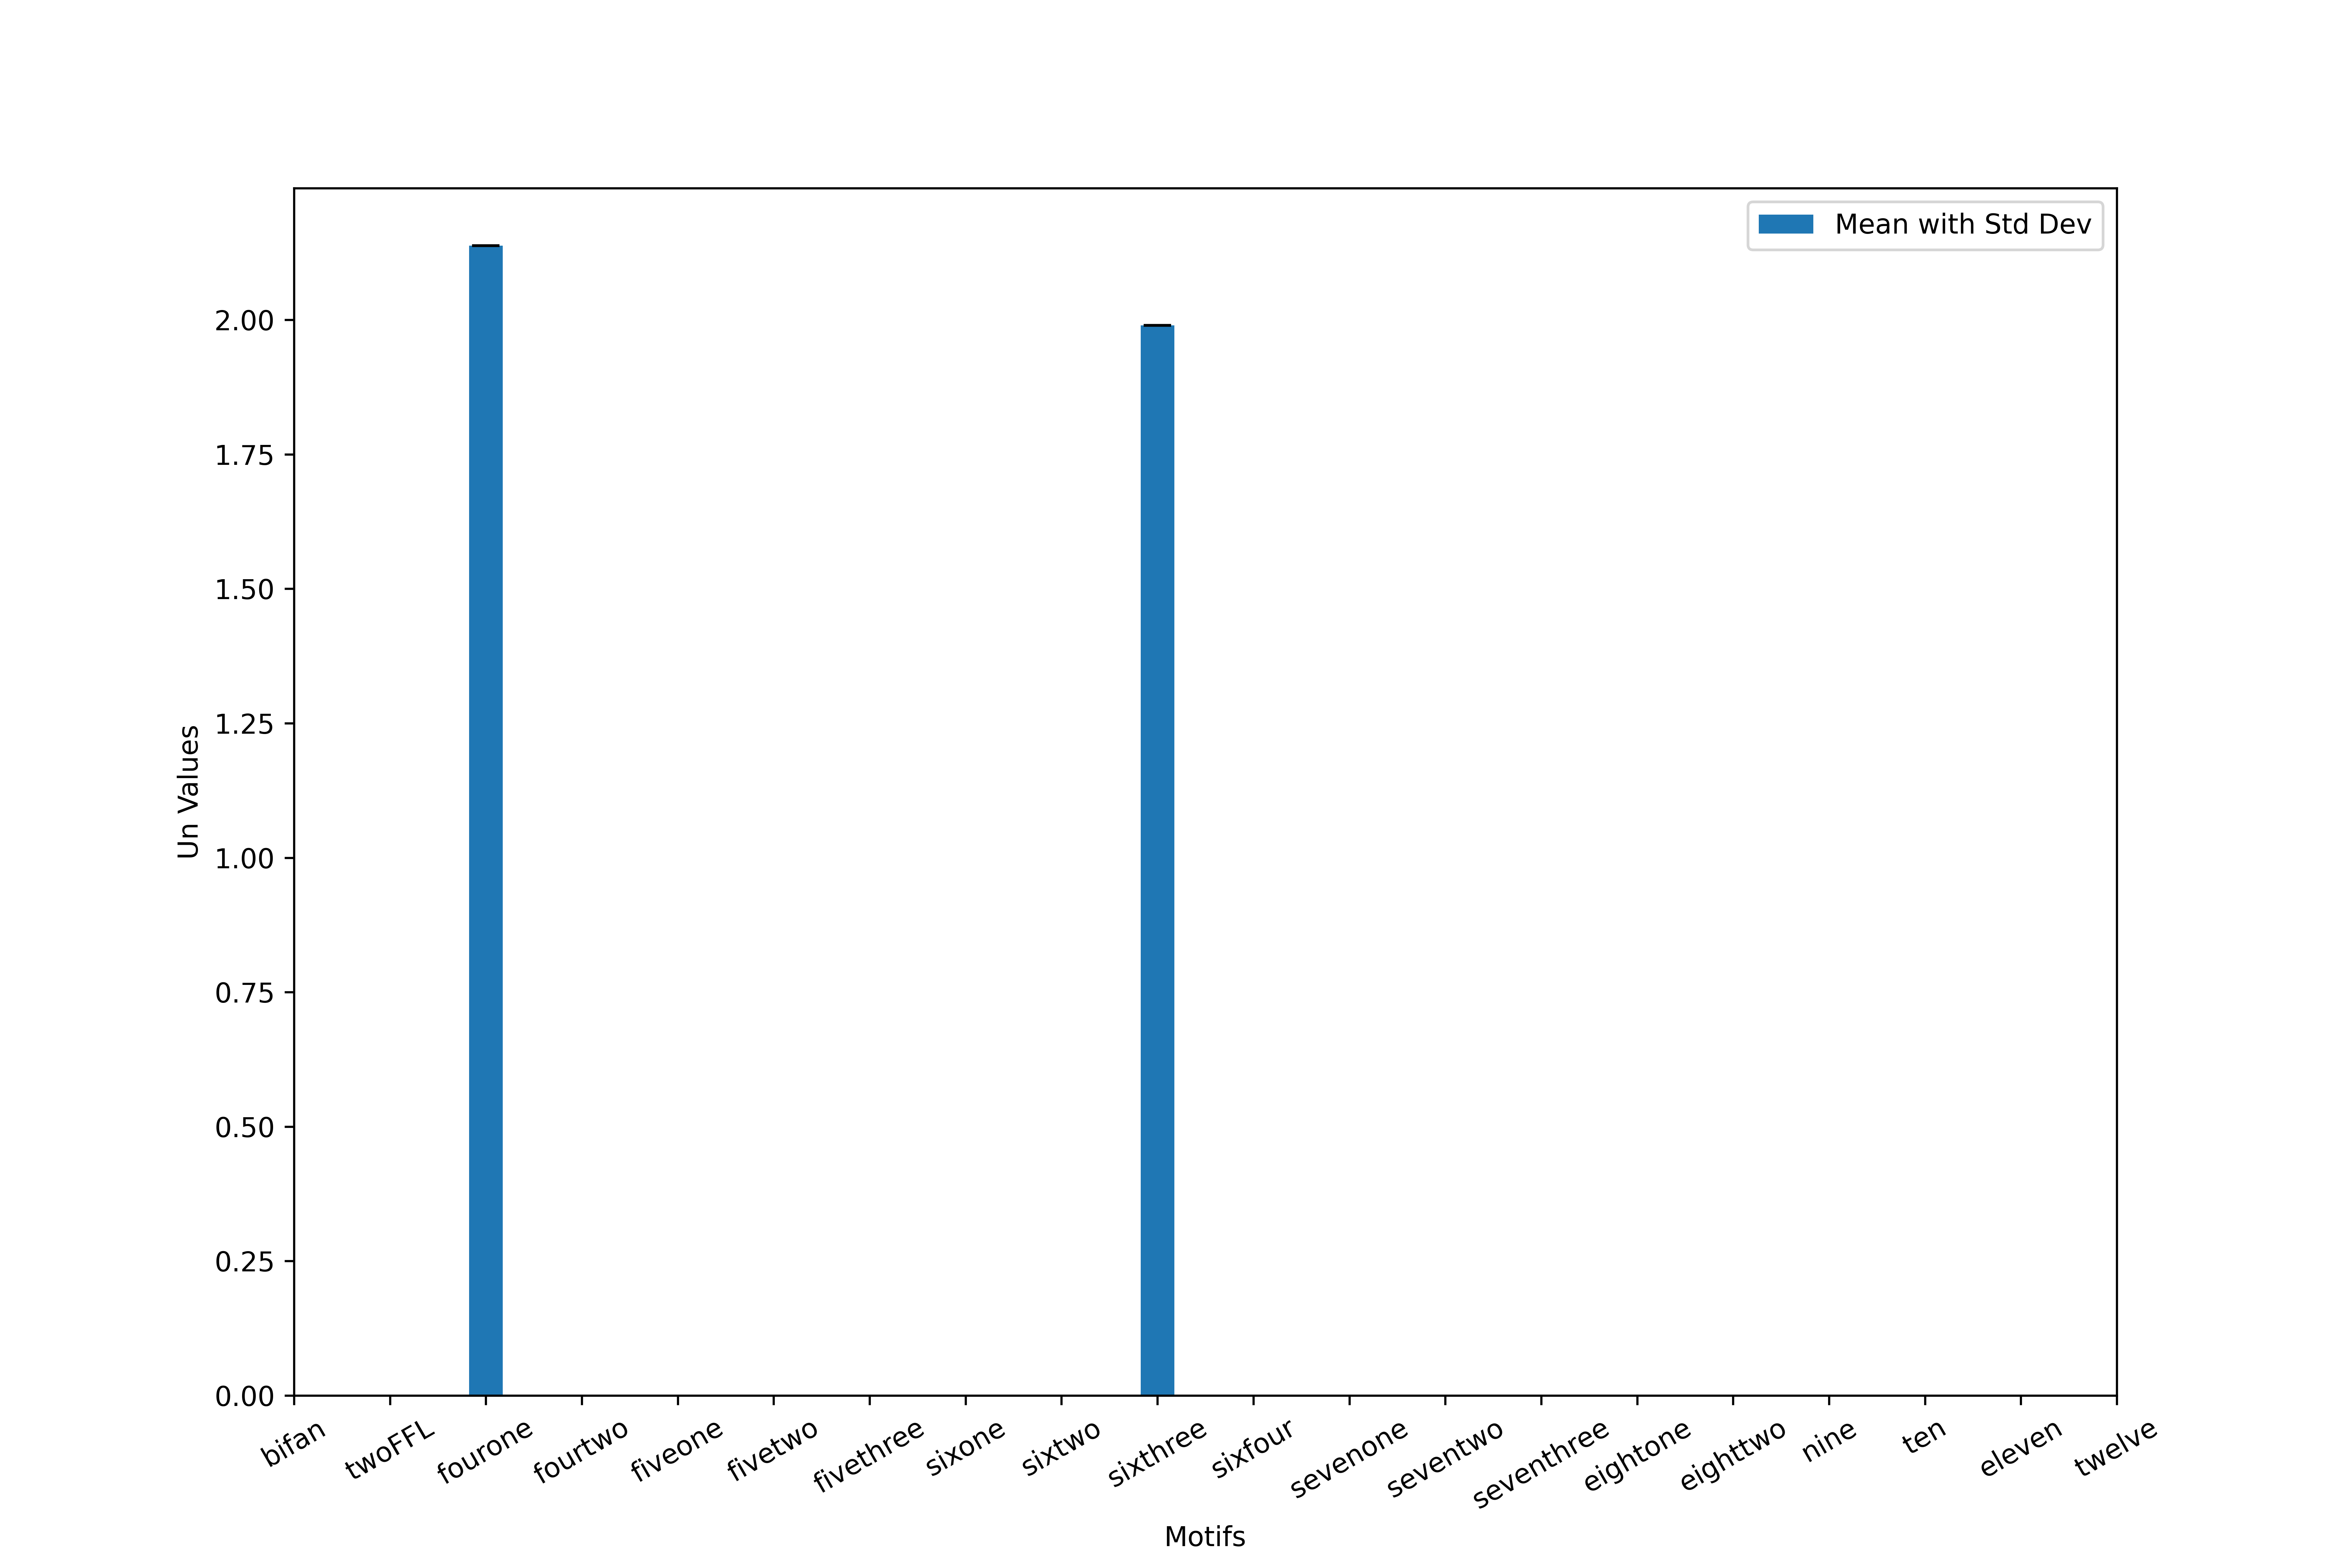 Mean with Std Dev
2.00
1.75
1.50
1.25
1.00
0.75
0.50
0.25
0.00
Un Values
bifan
twoFFL
fourone
fourtwo
fiveone
fivetwo
fivethree
sixone
sixtwo
sixthree
sixfour
sevenone
seventwo
seventhree
eightone
eighttwo
nine
ten
eleven
twelve
Motifs